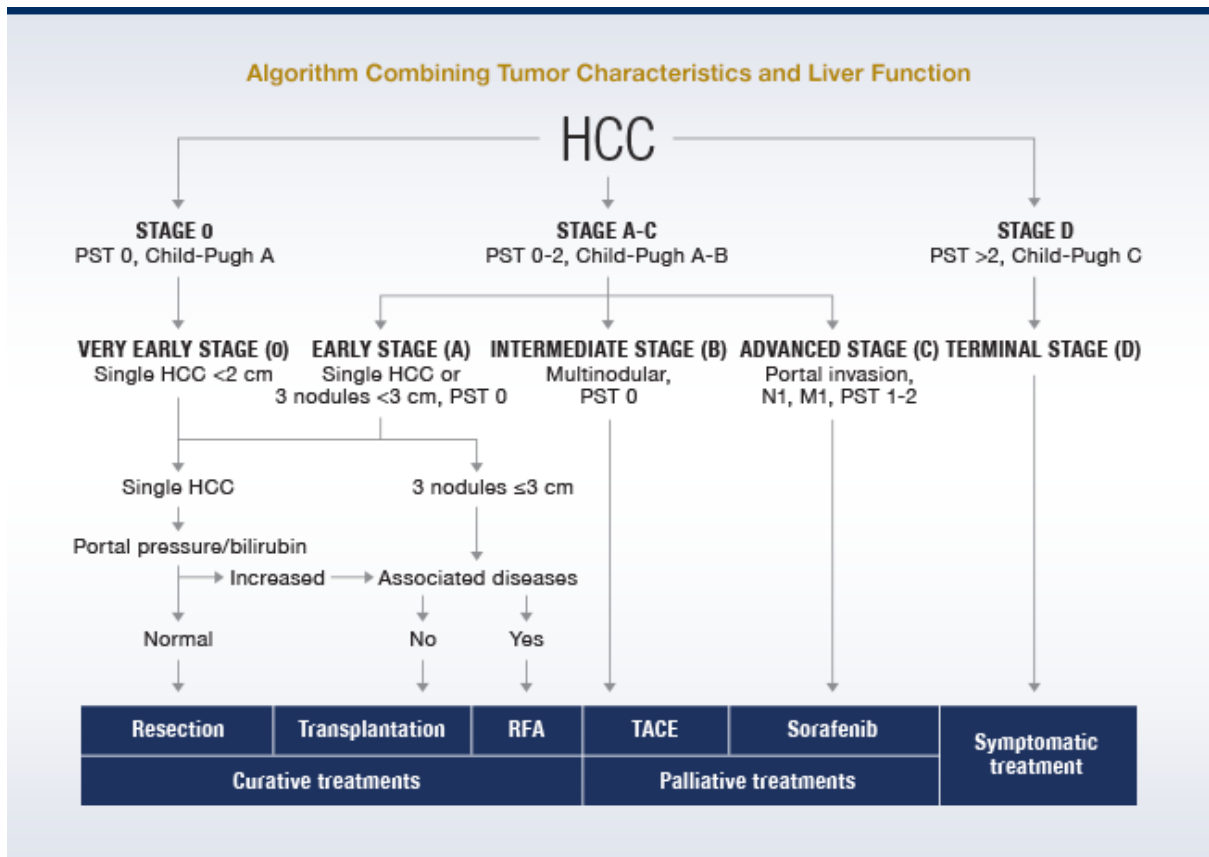 Algorithm Combining Tumor Characteristics and Liver Function
HCC
STAGE 0
PST 0, Child-Pugh A
STAGE A-C
PST 0-2, Child-Pugh A-B
STAGE D
PST >2, Child-Pugh C
VERY EARLY STAGE (0)
Single HCC <2 cm
EARLY STAGE (A)
Single HCC or
3 nodules <3 cm, PST 0
INTERMEDIATE STAGE (B)
Multinodular,
PST 0
ADVANCED STAGE (C)
Portal invasion,
N1, M1, PST 1-2
TERMINAL STAGE (D)
Single HCC
3 nodules ≤3 cm
Portal pressure/bilirubin
Increased
Associated diseases
Normal
No
Yes
Resection
Transplantation
RFA
TACE
Sorafenib
Symptomatic
treatment
Curative treatments
Palliative treatments